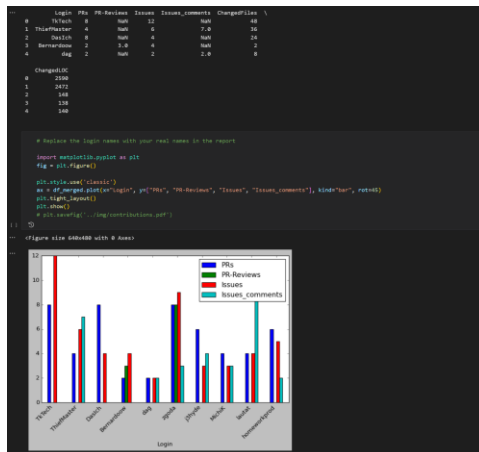 Login PRs PR-Reviews Issues Issues_comments ChangedFiles \
0 TkTech 8 NaN 12 NaN 48
1 ThiefMaster 4 NaN 6 7.0 36
2 DasIch 8 NaN 4 NaN 24
3 Bernardoow 2 3.0 4 NaN 2
4 dag 2 NaN 2 2.0 8
ChangedLOC
0 2590
1 2472
2 148
3 138
4 140
# Replace the login names with your real names in the report
import matplotlib.pyplot as plt
fig = plt.figure()
plt.style.use('classic')
ax = df_merged.plot(x="Login", y=["PRs", "PR-Reviews", "Issues", "Issues_comments"], kind="bar", rot=45)
plt.tight_layout()
plt.show()
# plt.savefig('../img/contributions.pdf')
<Figure size 640x480 with 0 Axes>
PRs
PR-Reviews
Issues
Issues_comments
12
10
8
6
4
2
0
TkTech
ThiefMaster
DasIch
Bernardoow
dag
jzhyde
MichiK
homeworkprod
Login